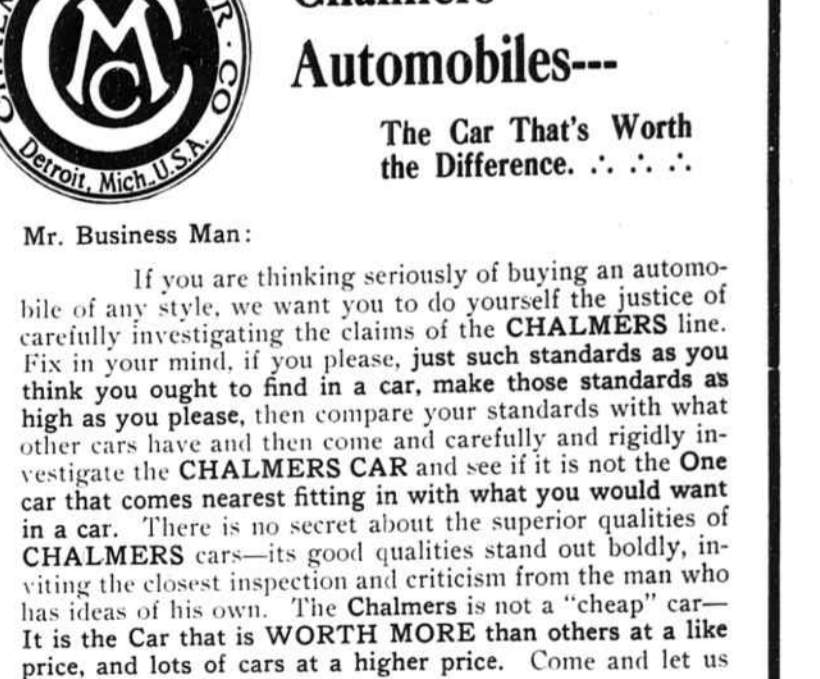 R·CO
MC
Detroit, Mich., U.S.A.
Chalmers
Automobiles---
The Car That's Worth
the Difference. ∴ ∴ ∴
Mr. Business Man:
If you are thinking seriously of buying an automo-
bile of any style, we want you to do yourself the justice of
carefully investigating the claims of the CHALMERS line.
Fix in your mind, if you please, just such standards as you
think you ought to find in a car, make those standards as
high as you please, then compare your standards with what
other cars have and then come and carefully and rigidly in-
vestigate the CHALMERS CAR and see if it is not the One
car that comes nearest fitting in with what you would want
in a car. There is no secret about the superior qualities of
CHALMERS cars—its good qualities stand out boldly, in-
viting the closest inspection and criticism from the man who
has ideas of his own. The Chalmers is not a "cheap" car—
It is the Car that is WORTH MORE than others at a like
price, and lots of cars at a higher price. Come and let us